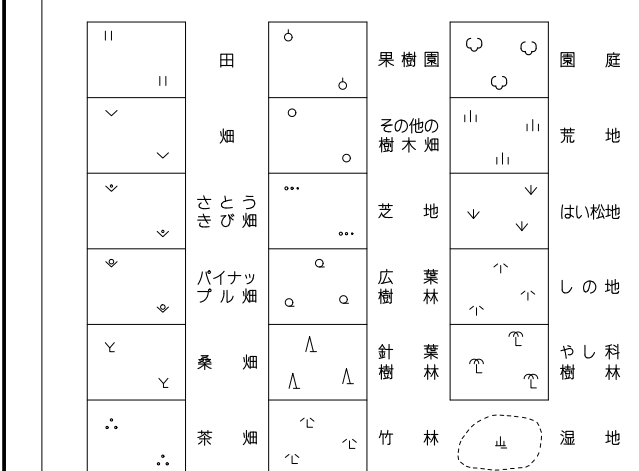 田
畑
さとう
きび畑
パイナッ
プル畑
桑畑
茶畑
果樹園
その他の
樹木畑
芝地
広葉
樹林
針葉
樹林
竹林
園庭
荒地
はい松地
しの地
やし科
樹林
湿地